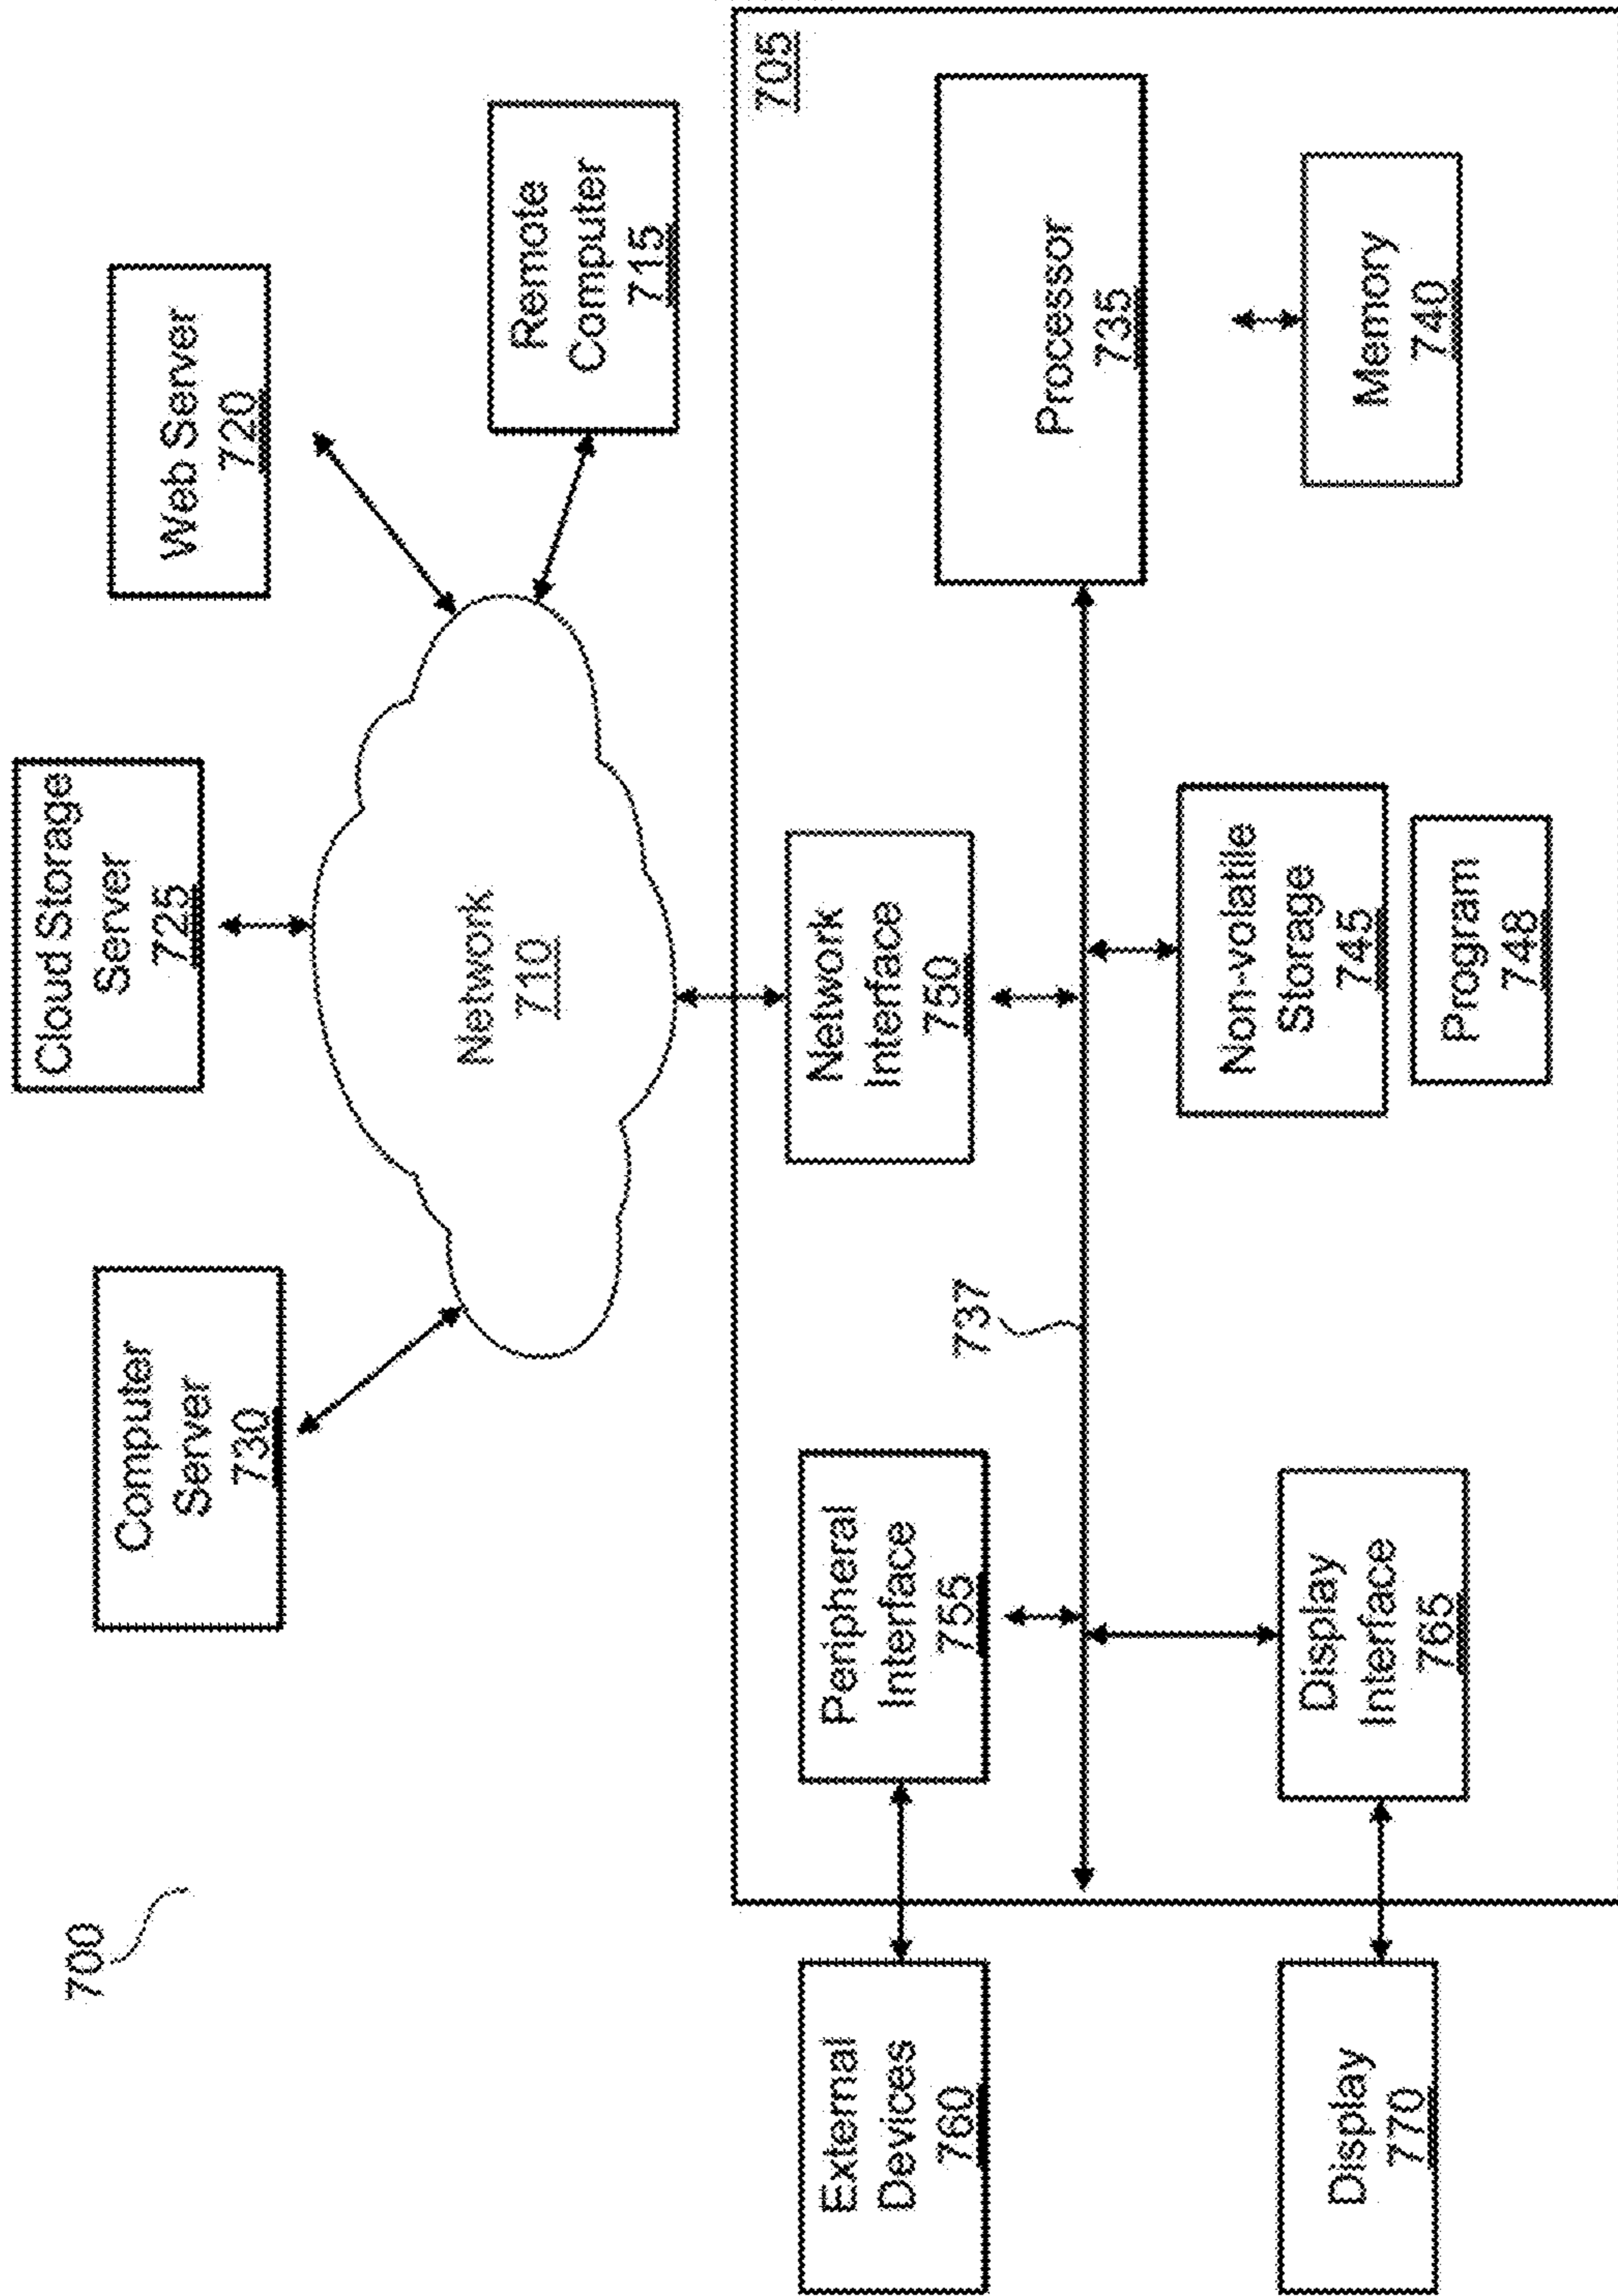 700
Computer
Server
730
Cloud Storage
Server
725
Web Server
720
Remote
Computer
715
Network
710
705
External
Devices
760
Peripheral
Interface
755
Network
Interface
750
737
Processor
735
Display
770
Display
Interface
765
Non-volatile
Storage
745
Program
748
Memory
740